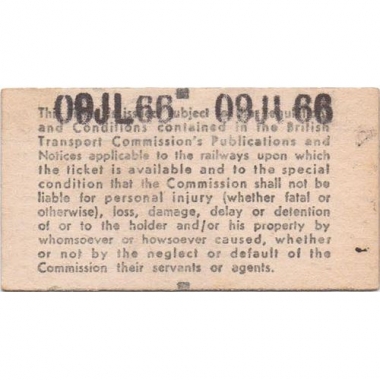 09JL66 09JL66
Thi issued subject
and Conditions contained in the British
Transport Commission's Publications and
Notices applicable to the railways upon which
the ticket is available and to the special
condition that the Commission shall not be
liable for personal injury (whether fatal or
otherwise), loss, damage, delay or detention
of or to the holder and/or his property by
whomsoever or howsoever caused, whether
or not by the neglect or default of the
Commission their servants or agents.